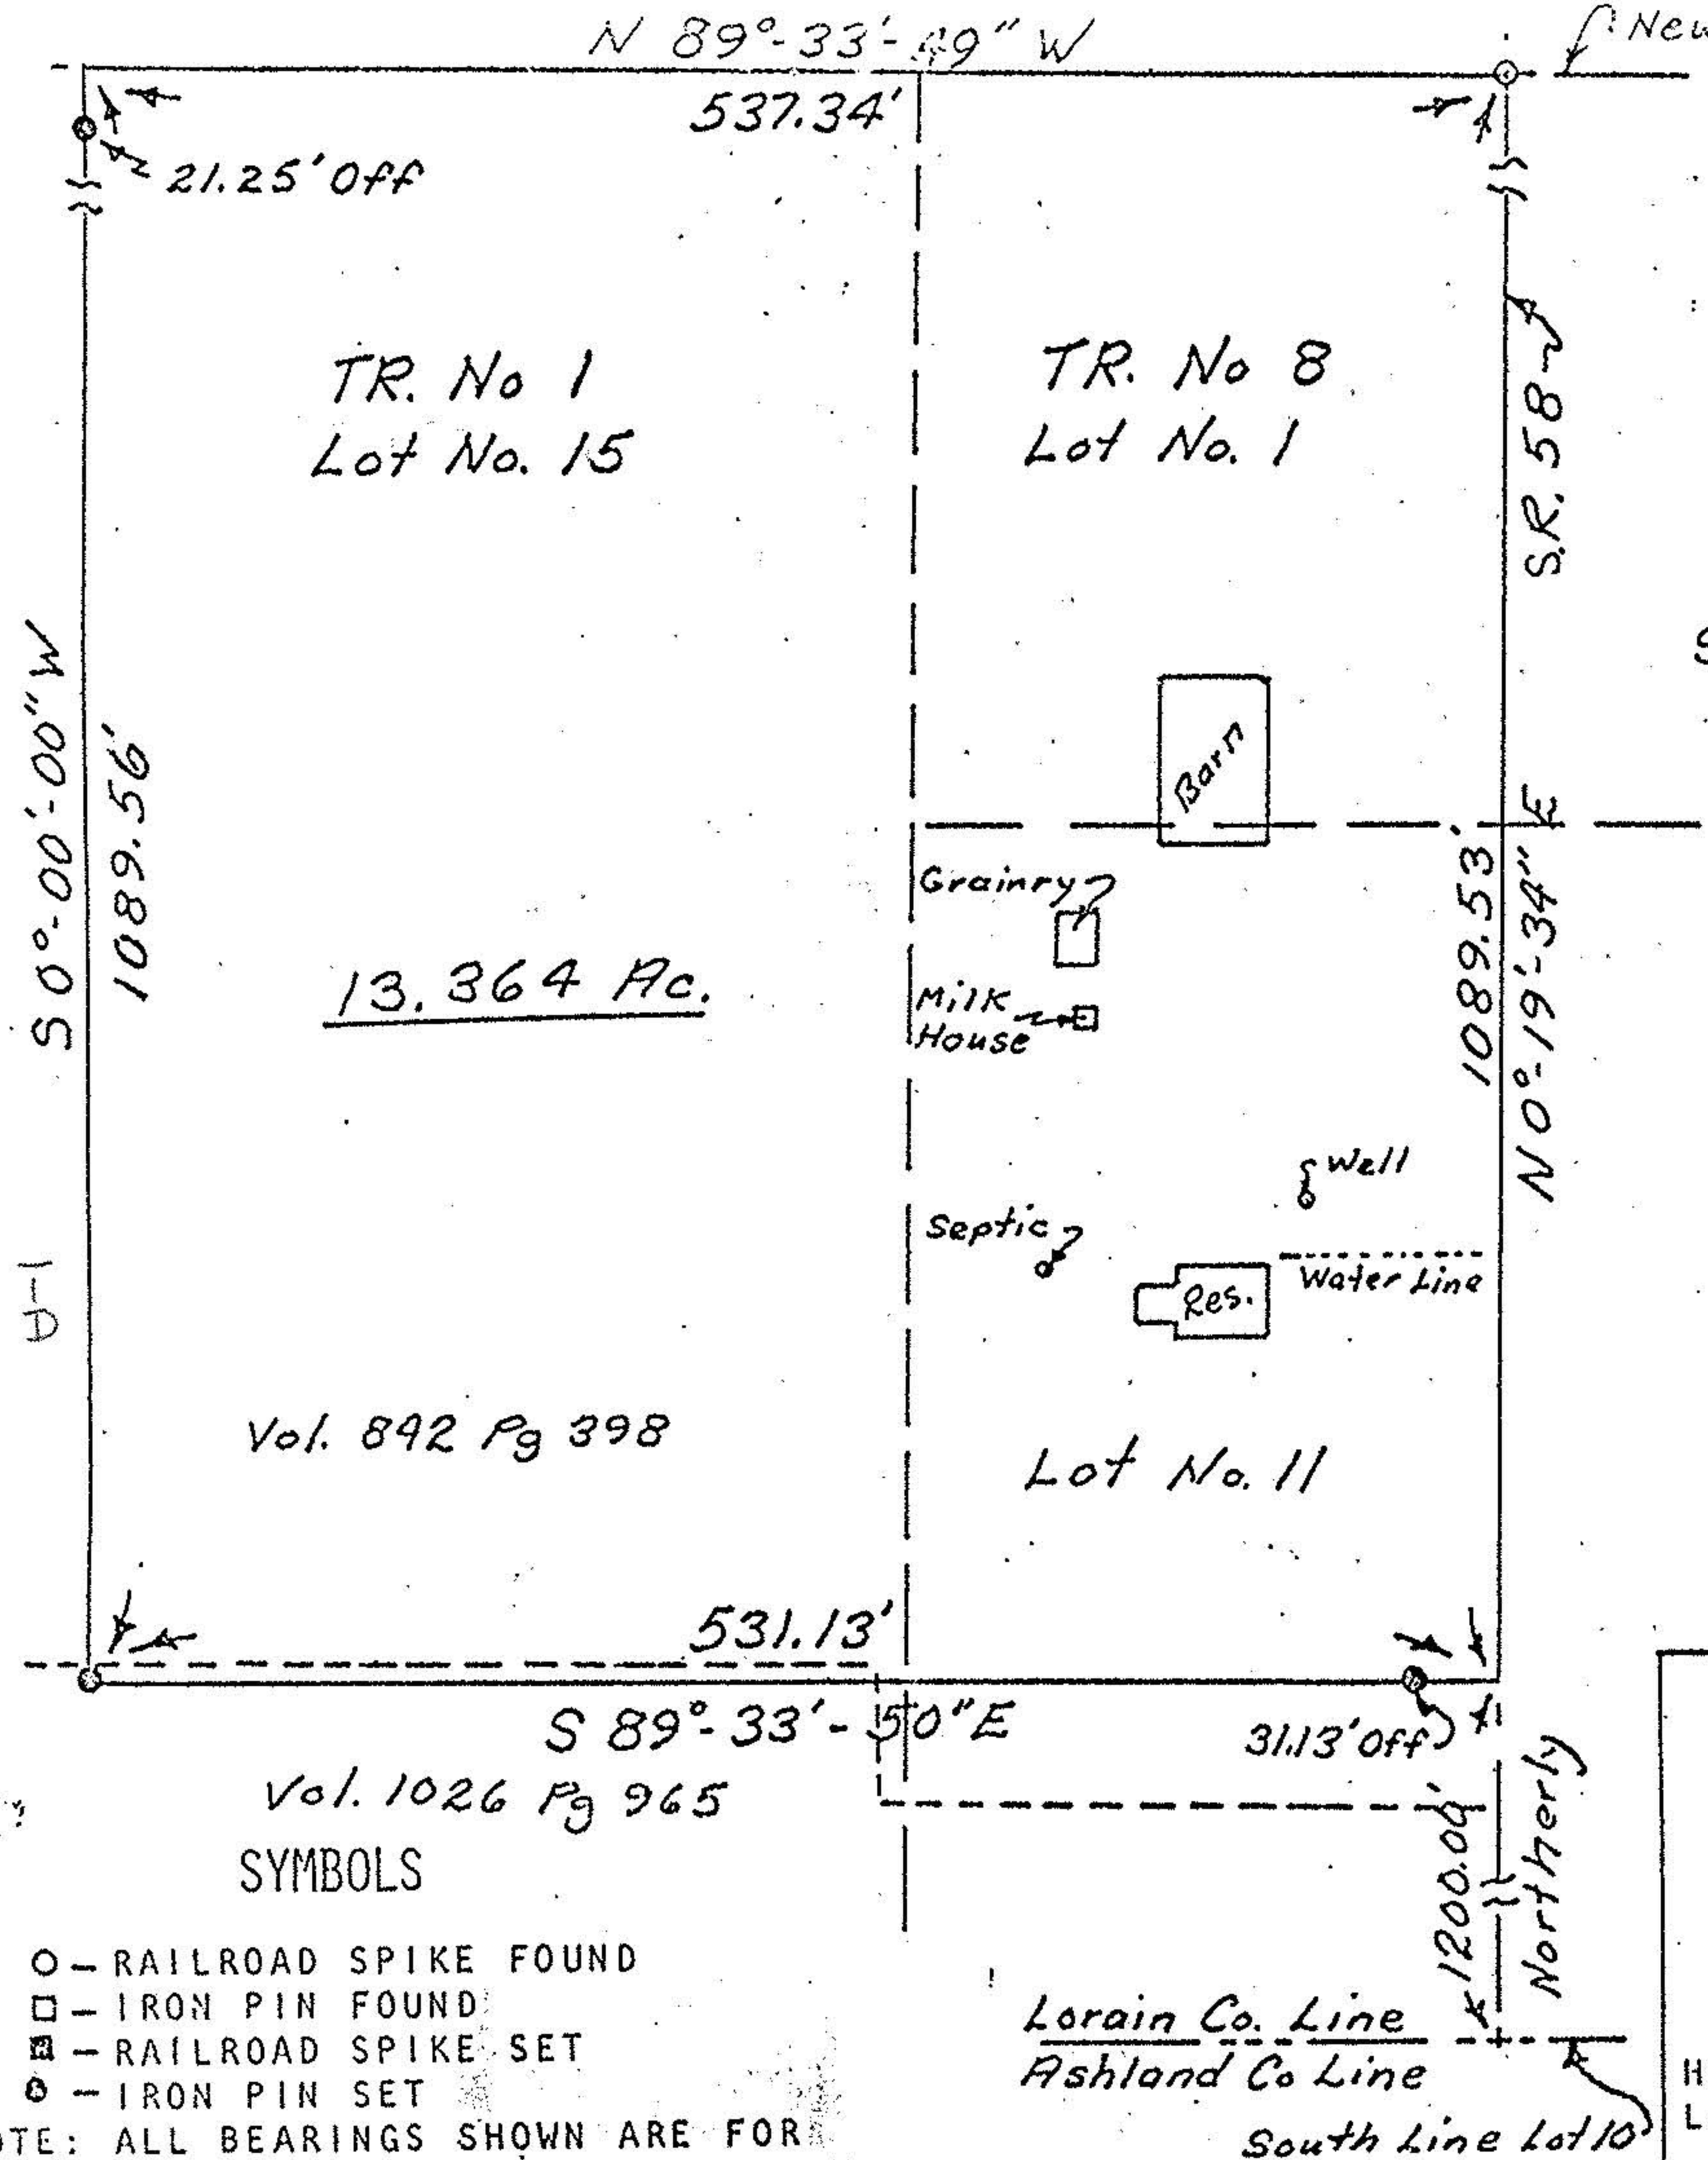 N 89°-33'-49" W
New
537.34'
21.25' Off
TR. No 1
Lot No. 15
TR. No 8
Lot No. 1
S.R. 58
S 0°-00'-00" W
1089.56'
Barn
Grainry
1089.53'
N 0°-19'-34" E
13.364 Ac.
Milk
House
Well
Septic
Water Line
Res.
D-1
Vol. 892 Pg 398
Lot No. 11
531.13'
S 89°-33'-50" E
31.13' Off
Vol. 1026 Pg 965
1200.00'
Northerly
SYMBOLS
O – RAILROAD SPIKE FOUND
□ – IRON PIN FOUND
– RAILROAD SPIKE SET
– IRON PIN SET
OTE: ALL BEARINGS SHOWN ARE FOR
Lorain Co. Line
Ashland Co Line
South Line Lot 10
S
H
L